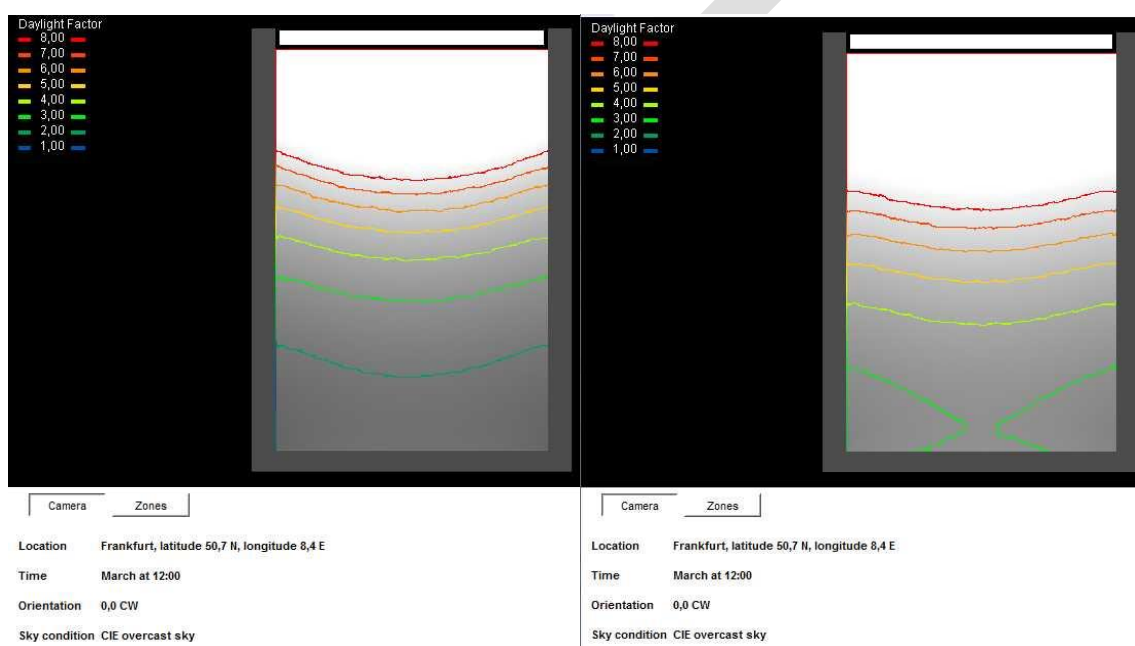 Daylight Factor
8,00
7,00
6,00
5,00
4,00
3,00
2,00
1,00
Camera
Zones
Location Frankfurt, latitude 50,7 N, longitude 8,4 E
Time March at 12:00
Orientation 0,0 CW
Sky condition CIE overcast sky
Daylight Factor
8,00
7,00
6,00
5,00
4,00
3,00
2,00
1,00
Camera
Zones
Location Frankfurt, latitude 50,7 N, longitude 8,4 E
Time March at 12:00
Orientation 0,0 CW
Sky condition CIE overcast sky